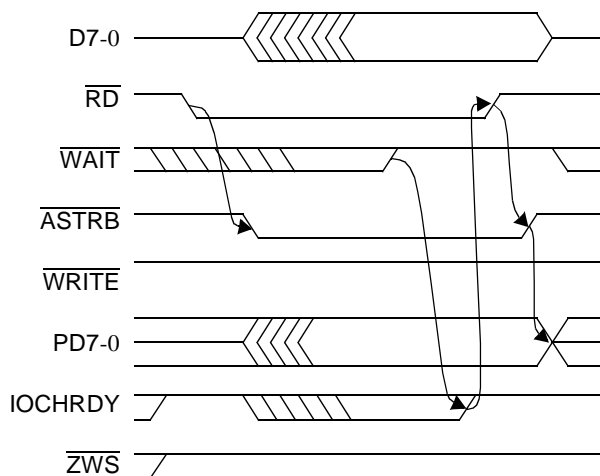 D7-0
RD
WAIT
ASTRB
WRITE
PD7-0
IOCHRDY
ZWS